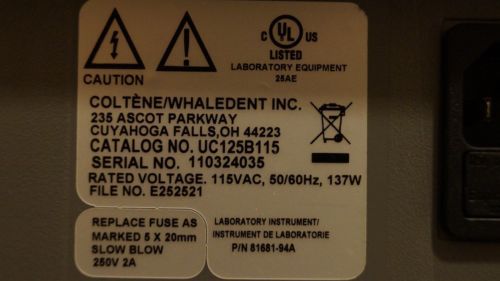 CAUTION
C UL US
LISTED
LABORATORY EQUIPMENT
25AE
COLTÈNE/WHALEDENT INC.
235 ASCOT PARKWAY
CUYAHOGA FALLS,OH 44223
CATALOG NO. UC125B115
SERIAL NO. 110324035
RATED VOLTAGE. 115VAC, 50/60Hz, 137W
FILE NO. E252521
REPLACE FUSE AS
MARKED 5 X 20mm
SLOW BLOW
250V 2A
LABORATORY INSTRUMENT/
INSTRUMENT DE LABORATORIE
P/N 81681-94A